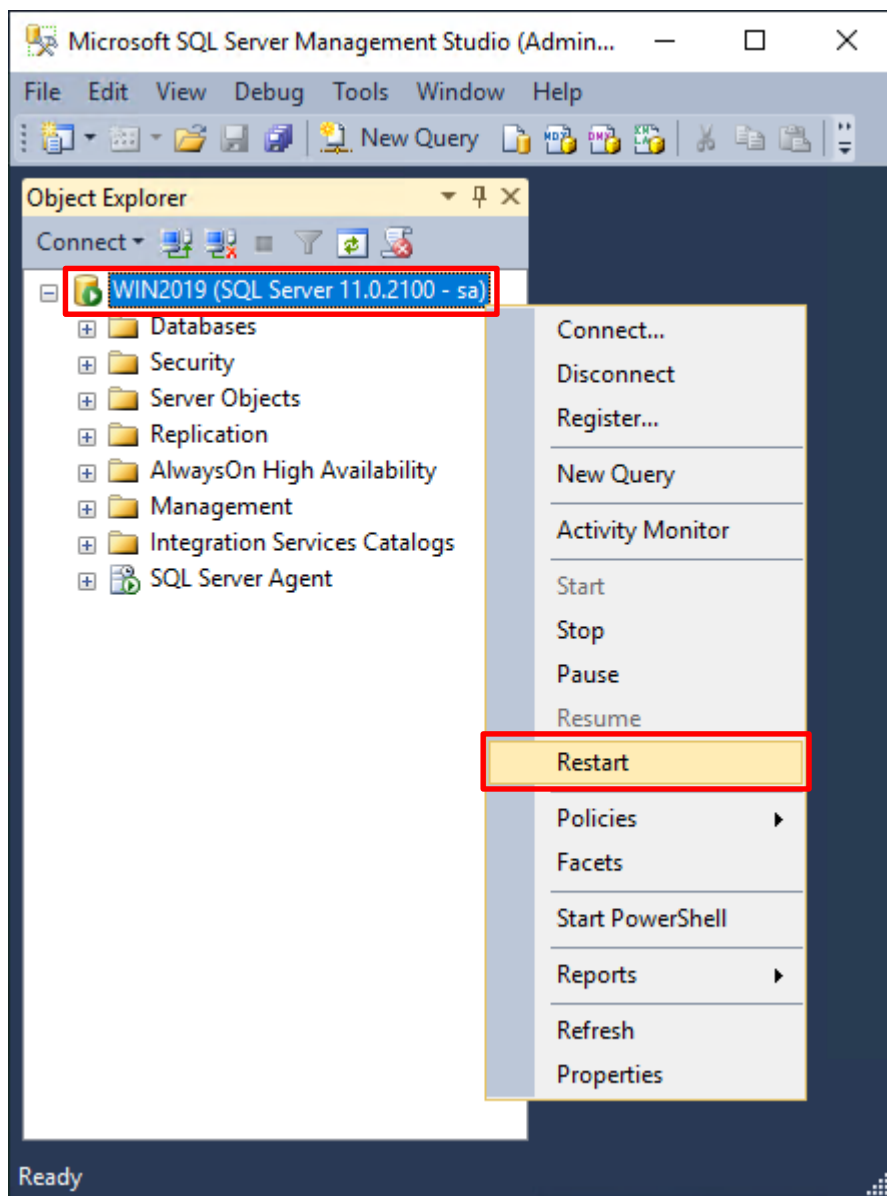 Microsoft SQL Server Management Studio (Admin...
File Edit View Debug Tools Window Help
New Query
Object Explorer
Connect
WIN2019 (SQL Server 11.0.2100 - sa)
Databases
Security
Server Objects
Replication
AlwaysOn High Availability
Management
Integration Services Catalogs
SQL Server Agent
Connect...
Disconnect
Register...
New Query
Activity Monitor
Start
Stop
Pause
Resume
Restart
Policies
Facets
Start PowerShell
Reports
Refresh
Properties
Ready